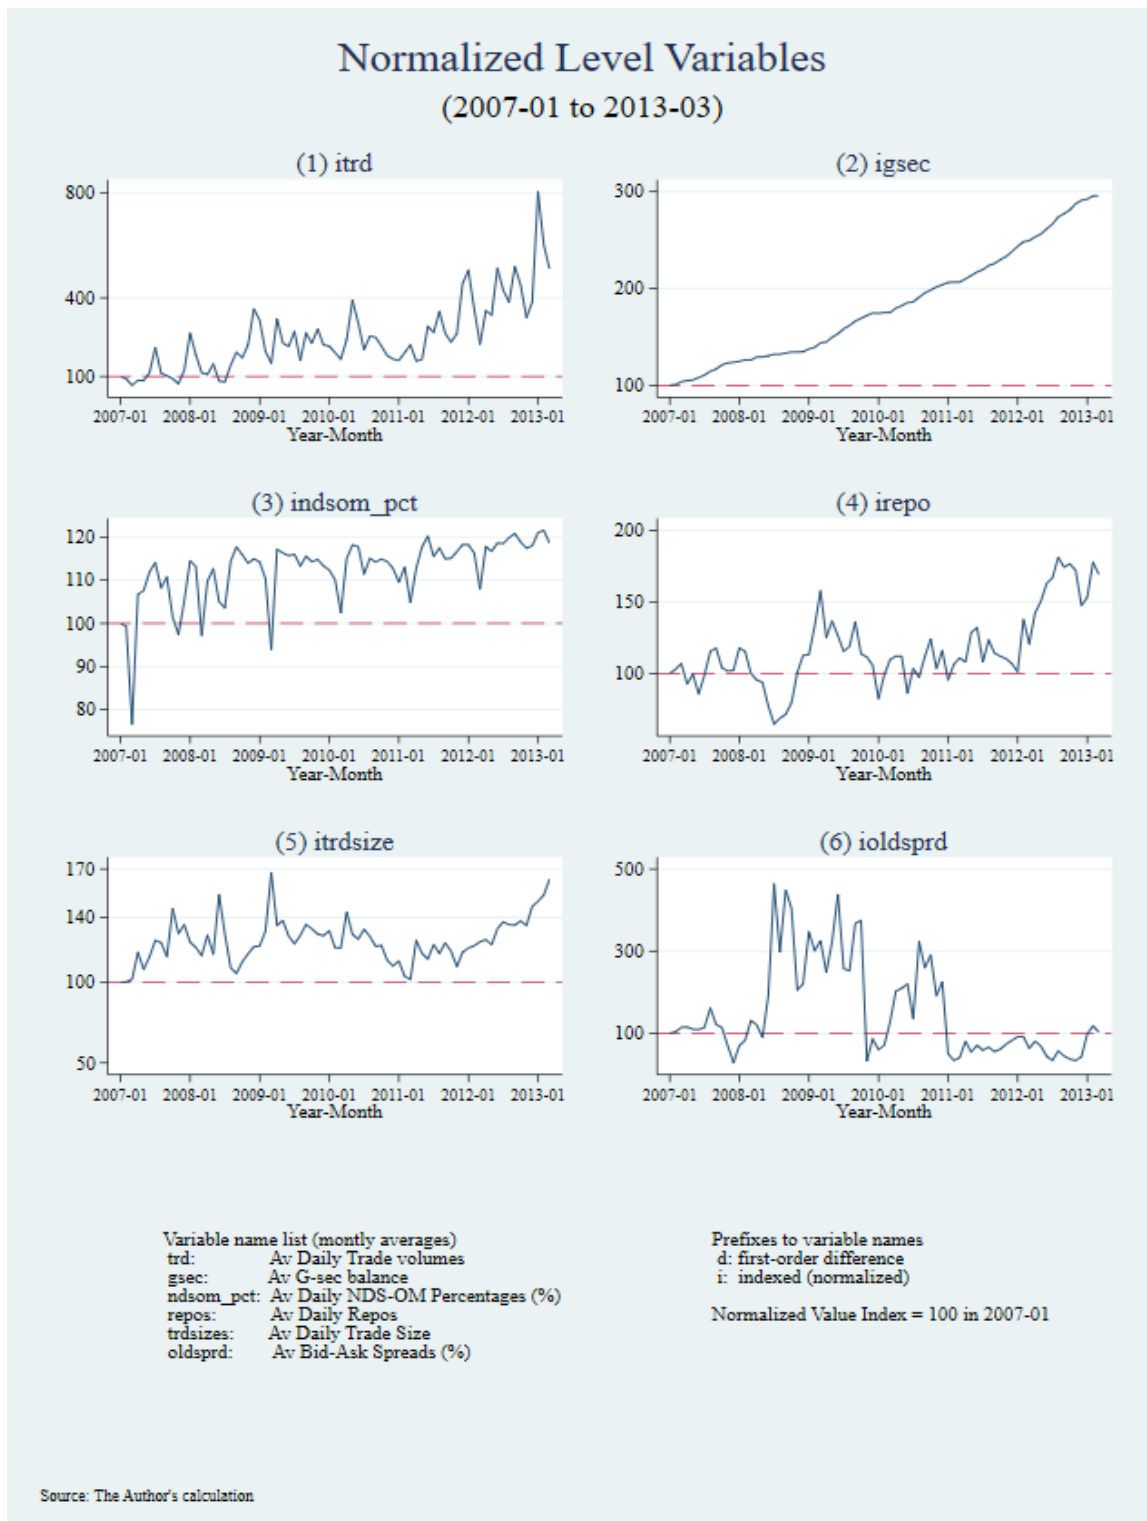 Normalized Level Variables
(2007-01 to 2013-03)
(1) itrd
800
400
100
2007-01 2008-01 2009-01 2010-01 2011-01 2012-01 2013-01
Year-Month
(2) igsec
300
200
100
2007-01 2008-01 2009-01 2010-01 2011-01 2012-01 2013-01
Year-Month
(3) indsom_pct
120
110
100
90
80
2007-01 2008-01 2009-01 2010-01 2011-01 2012-01 2013-01
Year-Month
(4) irepo
200
150
100
2007-01 2008-01 2009-01 2010-01 2011-01 2012-01 2013-01
Year-Month
(5) itrdsize
170
140
100
50
2007-01 2008-01 2009-01 2010-01 2011-01 2012-01 2013-01
Year-Month
(6) ioldsprd
500
300
100
2007-01 2008-01 2009-01 2010-01 2011-01 2012-01 2013-01
Year-Month
Variable name list (montly averages)
trd: Av Daily Trade volumes
gsec: Av G-sec balance
ndsom_pct: Av Daily NDS-OM Percentages (%)
repos: Av Daily Repos
trdsizes: Av Daily Trade Size
oldsprd: Av Bid-Ask Spreads (%)
Prefixes to variable names
d: first-order difference
i: indexed (normalized)
Normalized Value Index = 100 in 2007-01
Source: The Author's calculation